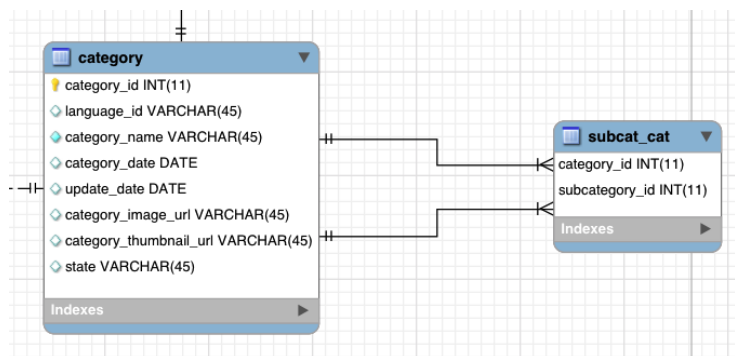 category
category_id INT(11)
language_id VARCHAR(45)
category_name VARCHAR(45)
category_date DATE
update_date DATE
category_image_url VARCHAR(45)
category_thumbnail_url VARCHAR(45)
state VARCHAR(45)
Indexes
subcat_cat
category_id INT(11)
subcategory_id INT(11)
Indexes